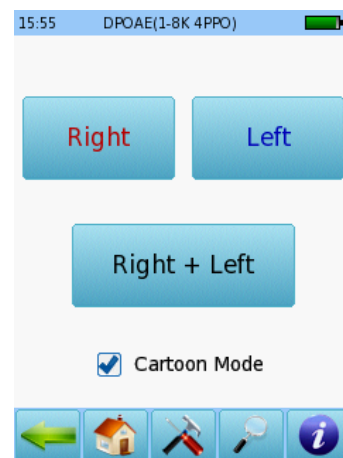 15:55 DPOAE(1-8K 4PPO)
Right Left
Right + Left
Cartoon Mode